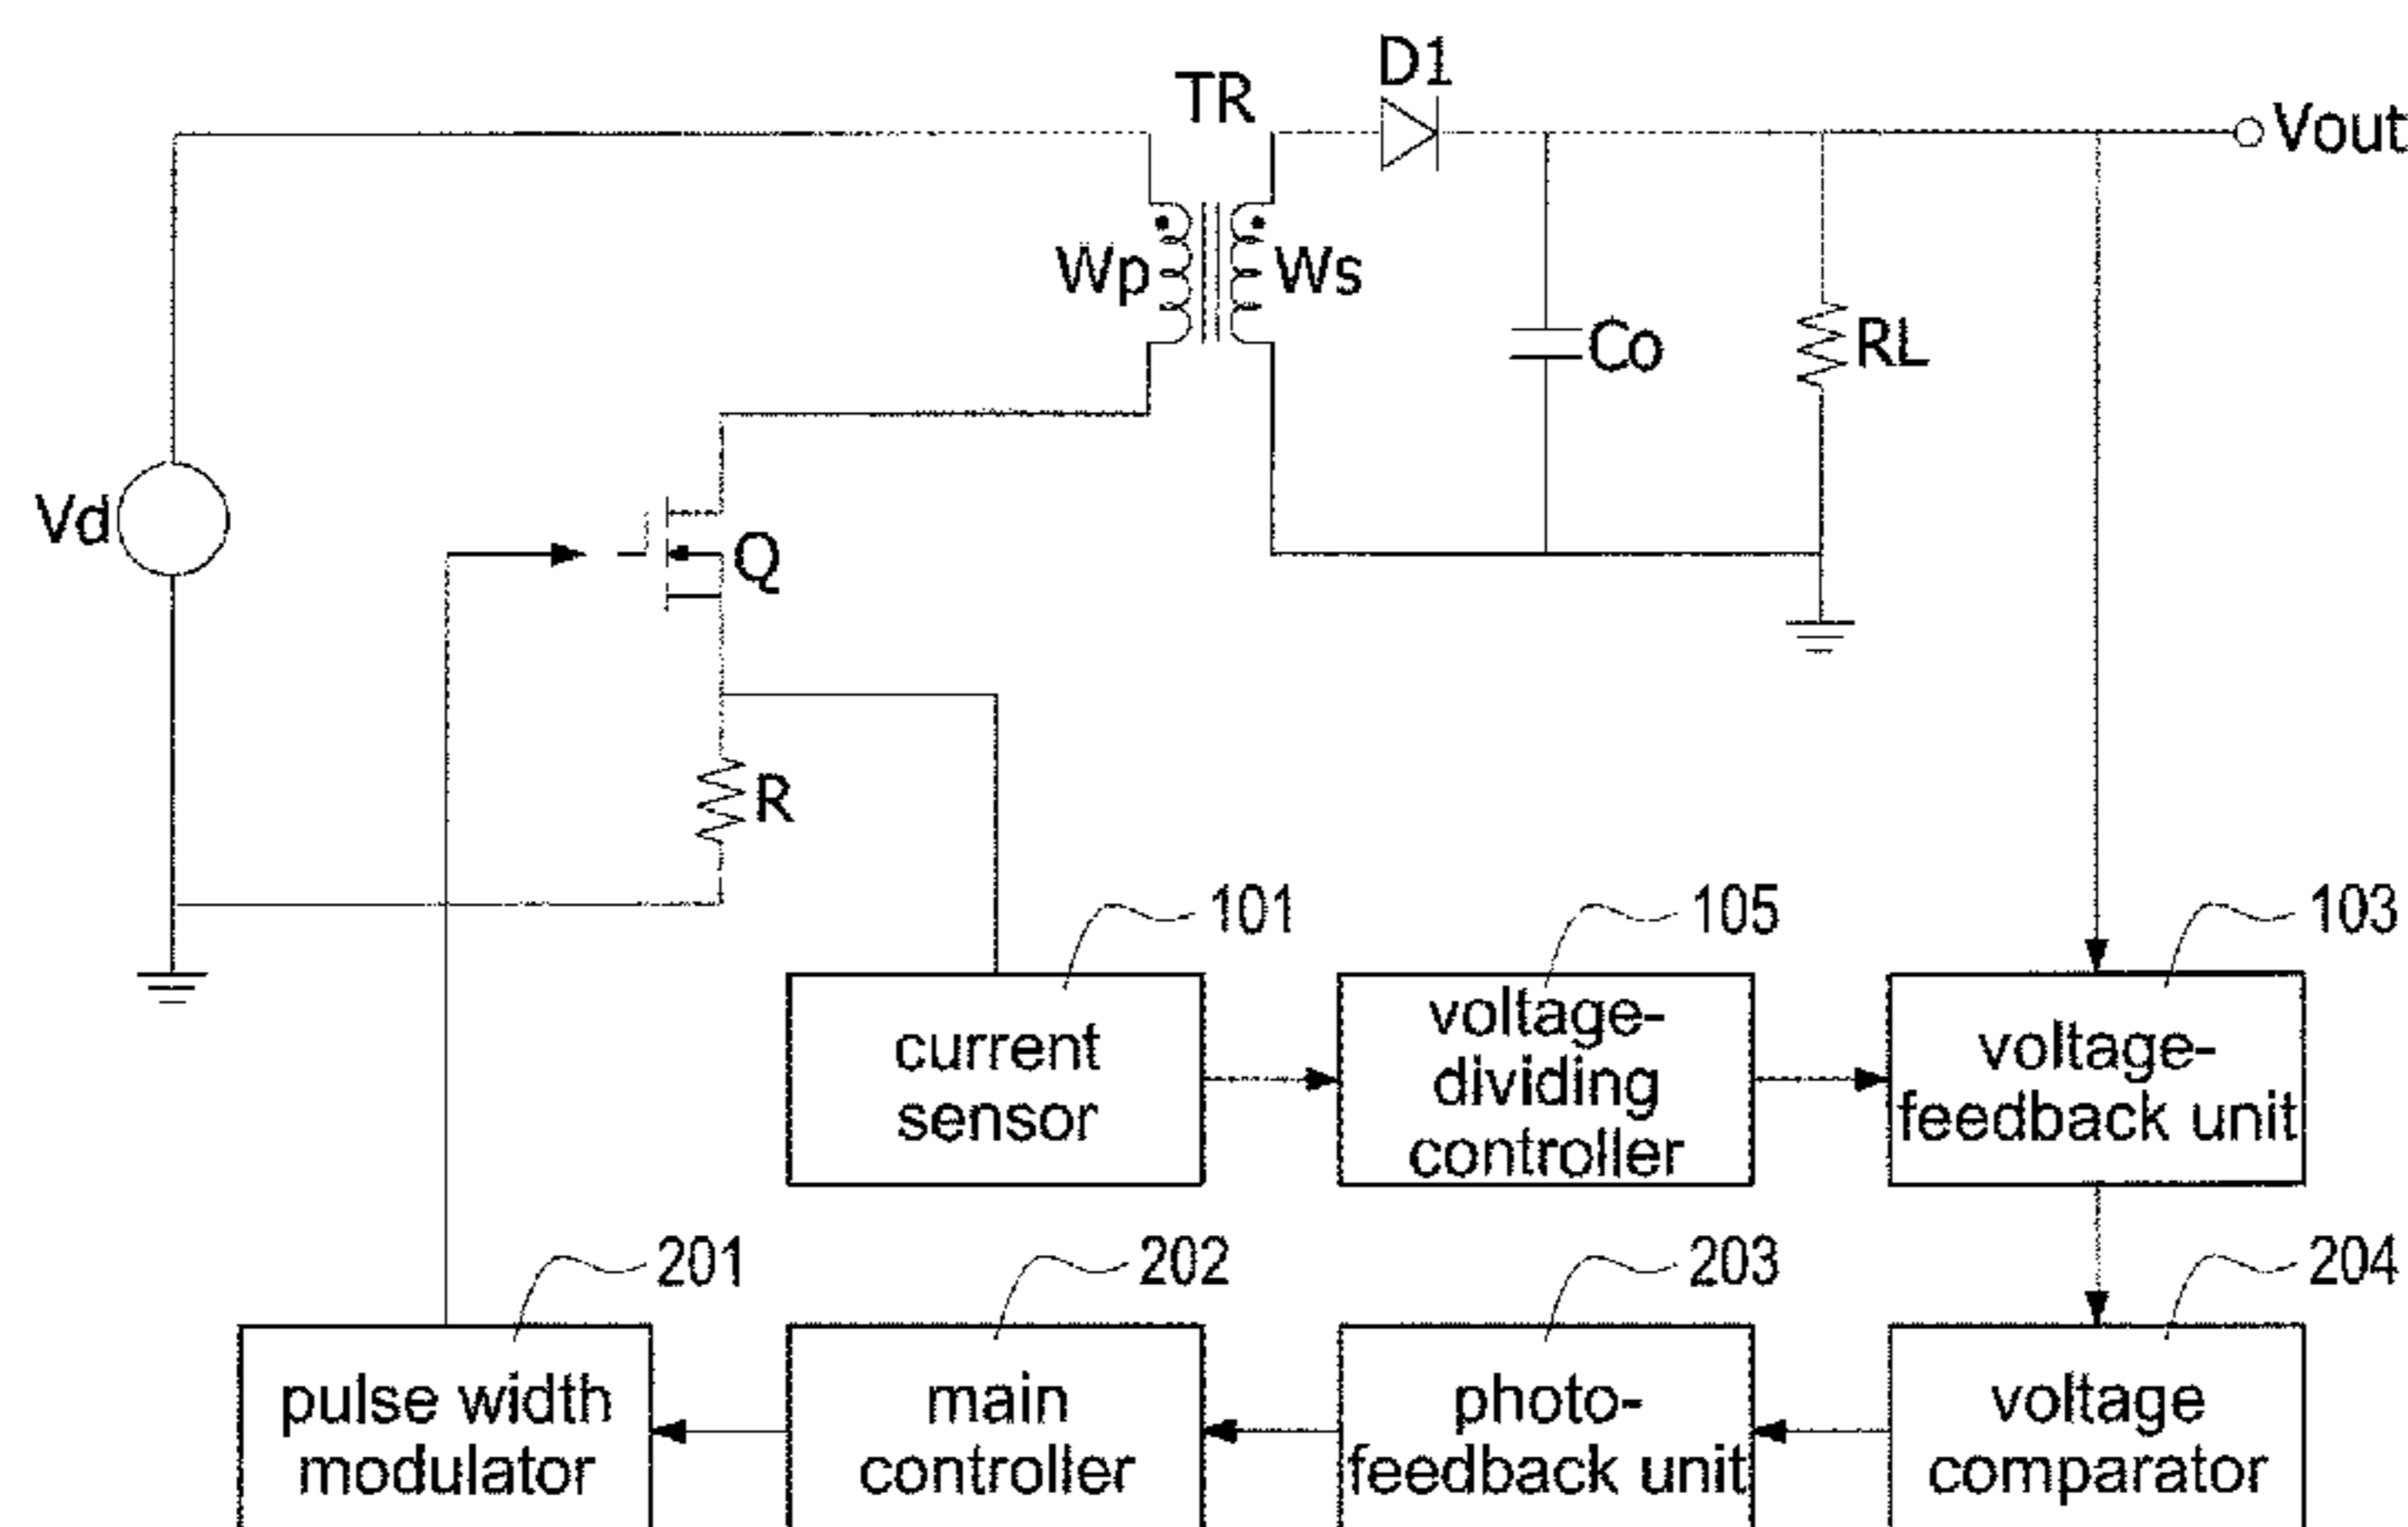 D1
TR
Vout
Wp
Ws
Co
RL
Vd
Q
R
101
105
103
current
sensor
voltage-
dividing
controller
voltage-
feedback unit
201
202
203
204
pulse width
modulator
main
controller
photo-
feedback unit
voltage
comparator